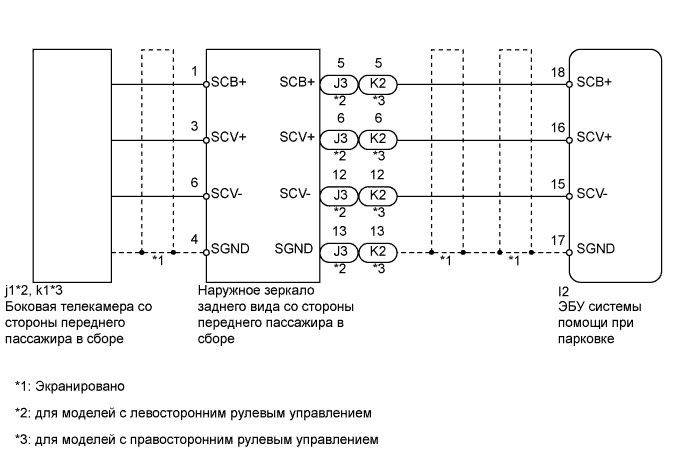 5 5
1 SCB+ SCB+ J3 K2 18 SCB+
*2 *3
3 SCV+ SCV+ 6 6 16 SCV+
J3 K2
*2 *3
6 SCV- SCV- 12 12 15 SCV-
J3 K2
*2 *3
4 SGND SGND 13 13 17 SGND
*1 J3 K2 *1 *1
*2 *3
j1*2, k1*3
Боковая телекамера со
стороны переднего
пассажира в сборе
Наружное зеркало
заднего вида со стороны
переднего пассажира в
сборе
I2
ЭБУ системы
помощи при
парковке
*1: Экранировано
*2: для моделей с левосторонним рулевым управлением
*3: для моделей с правосторонним рулевым управлением